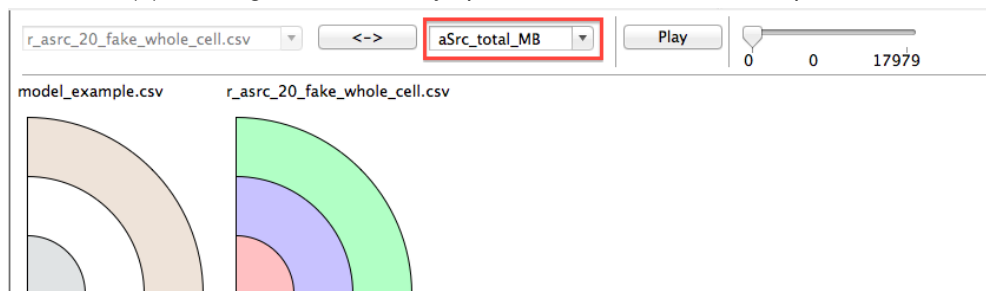 r_asrc_20_fake_whole_cell.csv <-> aSrc_total_MB Play
0 0 17979
model_example.csv r_asrc_20_fake_whole_cell.csv